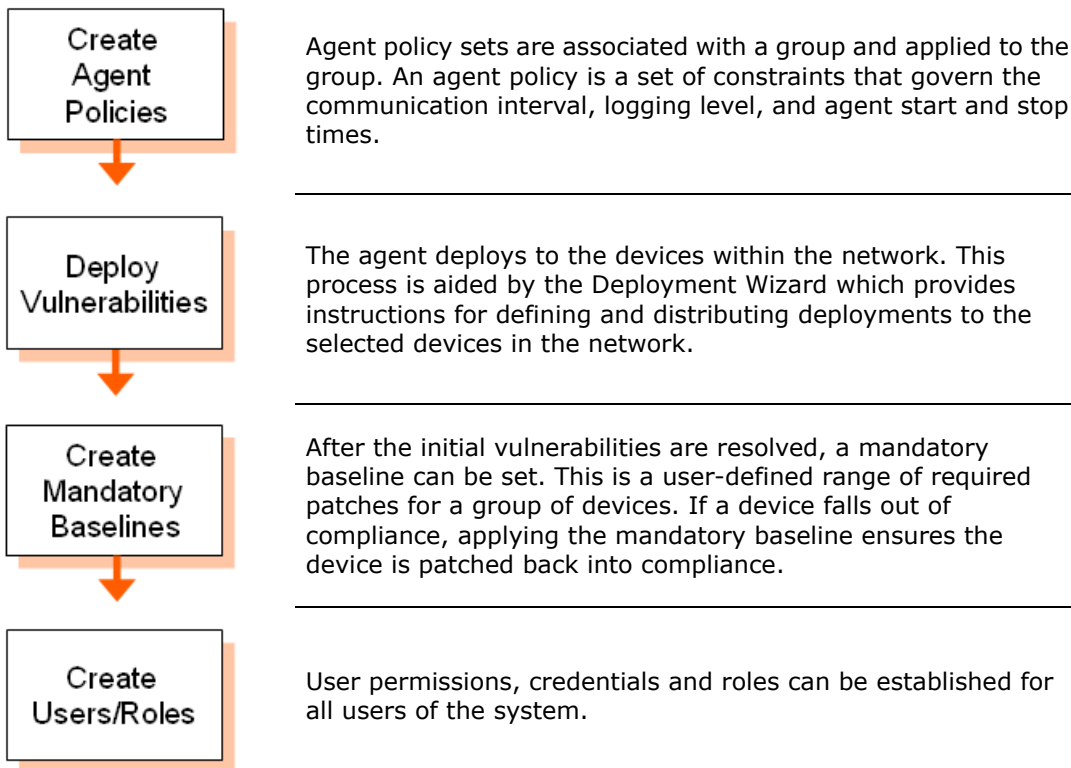 Create
Agent
Policies
Agent policy sets are associated with a group and applied to the
group. An agent policy is a set of constraints that govern the
communication interval, logging level, and agent start and stop
times.
Deploy
Vulnerabilities
The agent deploys to the devices within the network. This
process is aided by the Deployment Wizard which provides
instructions for defining and distributing deployments to the
selected devices in the network.
Create
Mandatory
Baselines
After the initial vulnerabilities are resolved, a mandatory
baseline can be set. This is a user-defined range of required
patches for a group of devices. If a device falls out of
compliance, applying the mandatory baseline ensures the
device is patched back into compliance.
Create
Users/Roles
User permissions, credentials and roles can be established for
all users of the system.